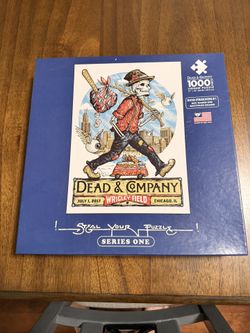 1000
DEAD & COMPANY
JULY 1, 2017
WRIGLEY FIELD
CHICAGO, IL
STEAL YOUR PUZZLE
SERIES ONE